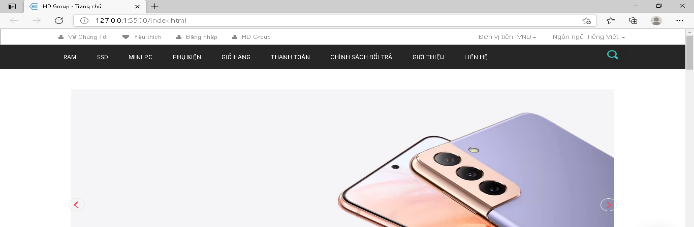 HD Group - Trang chủ
127.0.0.1:5500/index.html
Về Chúng Tôi Yêu thích Đăng nhập HD Group Đơn vị tiền : VND Ngôn ngữ: Tiếng Việt
RAM SSD MINI PC PHỤ KIỆN GIỎ HÀNG THANH TOÁN CHÍNH SÁCH ĐỔI TRẢ GIỚI THIỆU LIÊN HỆ